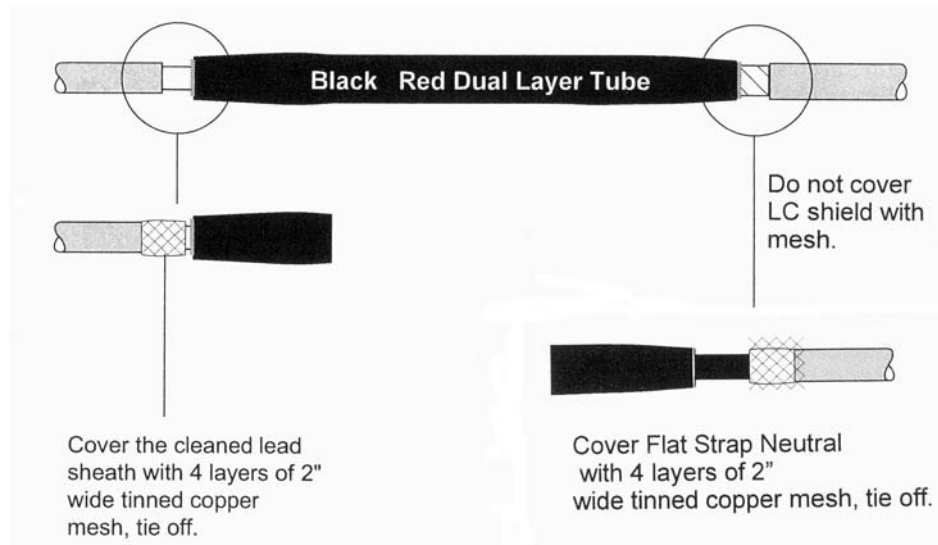 Black Red Dual Layer Tube
Do not cover
LC shield with
mesh.
Cover the cleaned lead
sheath with 4 layers of 2"
wide tinned copper
mesh, tie off.
Cover Flat Strap Neutral
with 4 layers of 2”
wide tinned copper mesh, tie off.